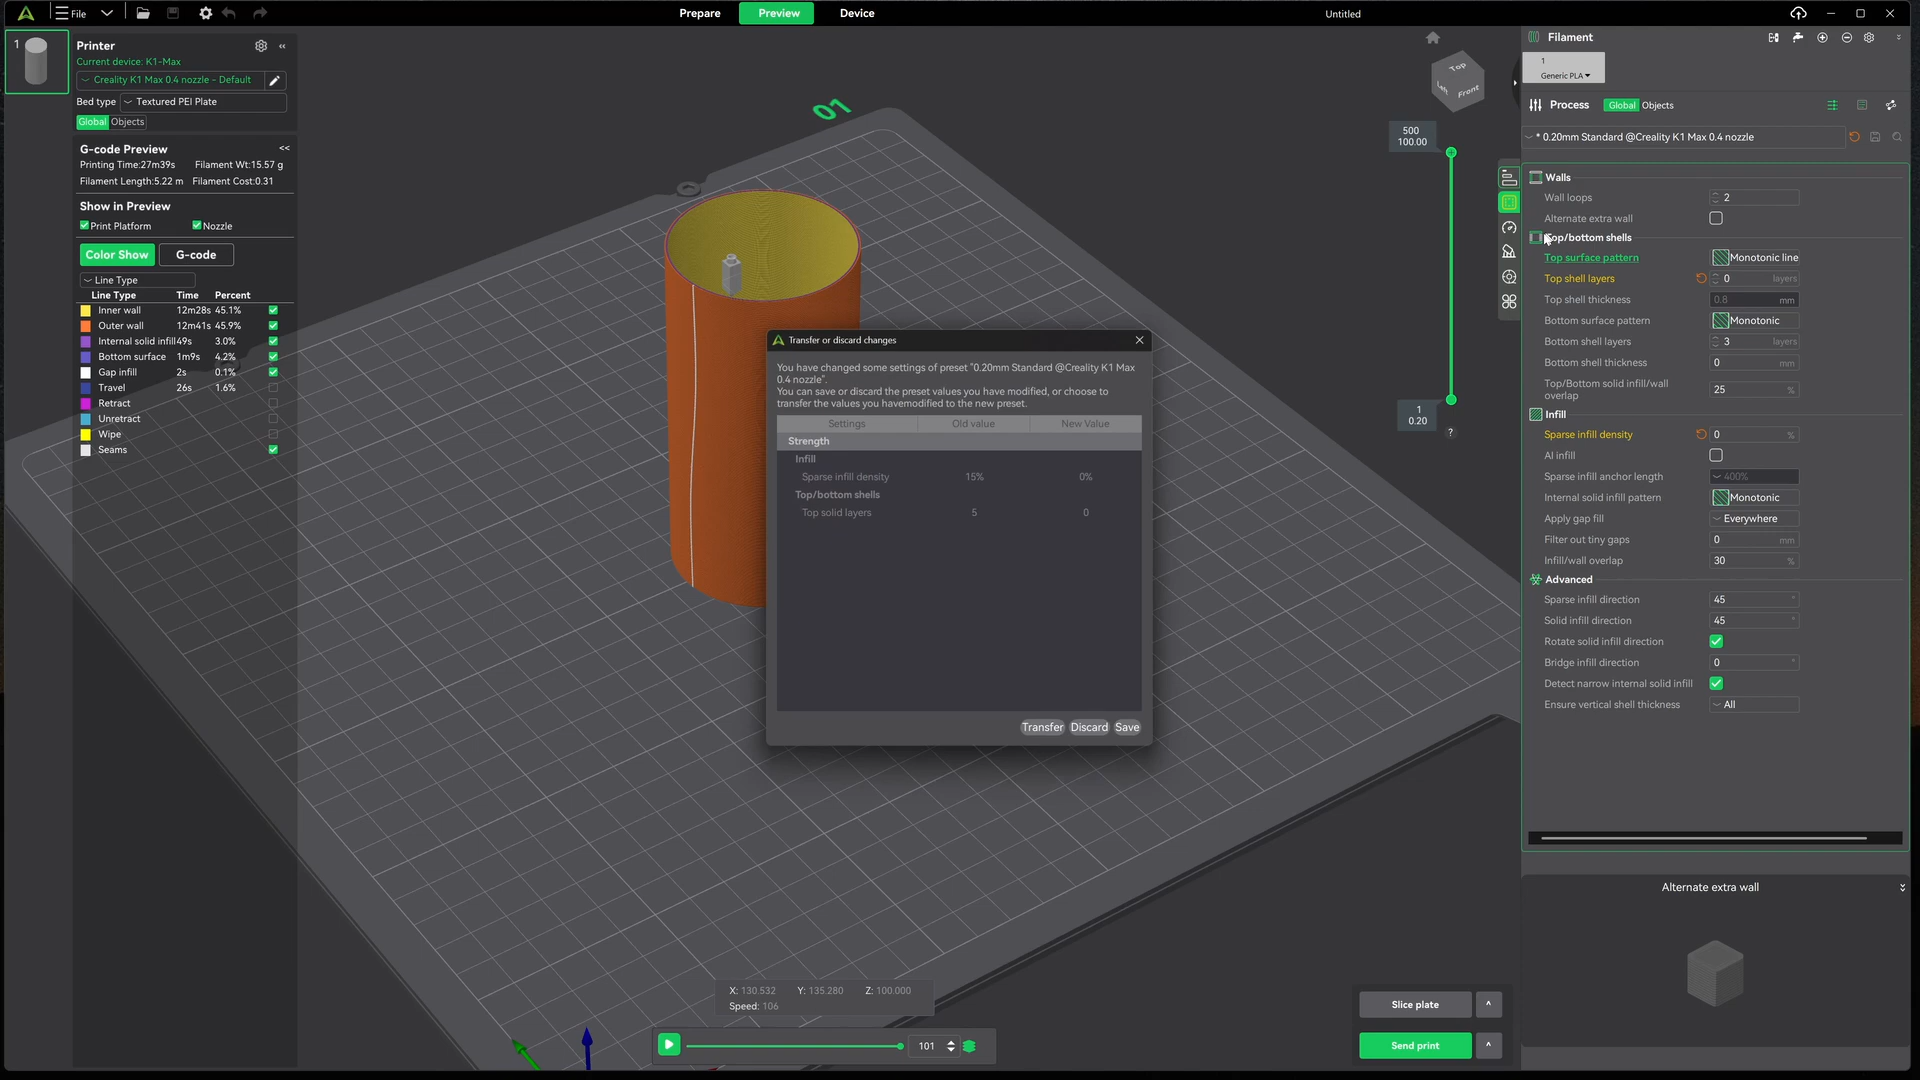 File
Prepare
Preview
Device
Untitled
1
Printer
Current device: K1-Max
Creality K1 Max 0.4 nozzle - Default
Bed type
Textured PEI Plate
Global Objects
G-code Preview
<<
Printing Time:27m39s
Filament Wt:15.57 g
Filament Length:5.22 m
Filament Cost:0.31
Show in Preview
Print Platform
Nozzle
Color Show
G-code
Line Type
Line Type Time Percent
Inner wall 12m28s 45.1%
Outer wall 12m41s 45.9%
Internal solid infill 49s 3.0%
Bottom surface 1m9s 4.2%
Gap infill 2s 0.1%
Travel 26s 1.6%
Retract
Unretract
Wipe
Seams
01
Top
Left Front
500
100.00
1
0.20
?
Transfer or discard changes
You have changed some settings of preset "0.20mm Standard @Creality K1 Max
0.4 nozzle".
You can save or discard the preset values you have modified, or choose to
transfer the values you havemodified to the new preset.
Settings Old value New Value
Strength
Infill
Sparse infill density 15% 0%
Top/bottom shells
Top solid layers 5 0
Transfer Discard Save
X: 130.532 Y: 135.280 Z: 100.000
Speed: 106
101
Slice plate
Send print
Filament
1
Generic PLA
Process
Global Objects
* 0.20mm Standard @Creality K1 Max 0.4 nozzle
Walls
Wall loops 2
Alternate extra wall
Top/bottom shells
Top surface pattern Monotonic line
Top shell layers 0 layers
Top shell thickness 0.8 mm
Bottom surface pattern Monotonic
Bottom shell layers 3 layers
Bottom shell thickness 0 mm
Top/Bottom solid infill/wall
overlap 25 %
Infill
Sparse infill density 0 %
AI infill
Sparse infill anchor length 400%
Internal solid infill pattern Monotonic
Apply gap fill Everywhere
Filter out tiny gaps 0 mm
Infill/wall overlap 30 %
Advanced
Sparse infill direction 45 °
Solid infill direction 45 °
Rotate solid infill direction
Bridge infill direction 0 °
Detect narrow internal solid infill
Ensure vertical shell thickness All
Alternate extra wall